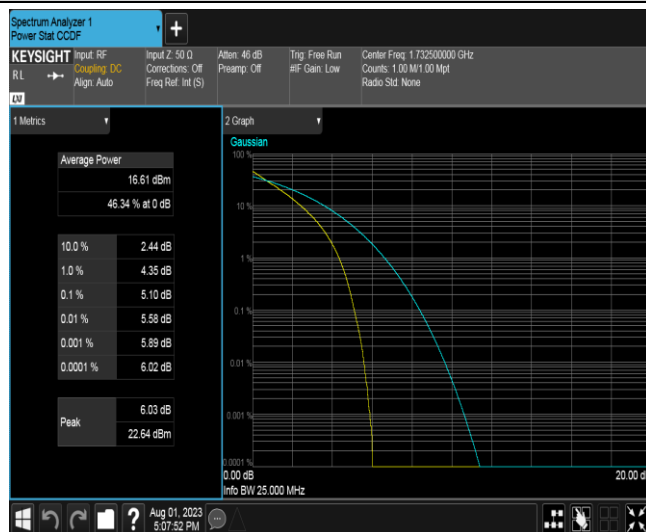 Spectrum Analyzer 1
Power Stat CCDF
+
KEYSIGHT
RL
LXI
Input: RF
Coupling: DC
Align: Auto
Input Z: 50 Ω
Corrections: Off
Freq Ref: Int (S)
Atten: 46 dB
Preamp: Off
Trig: Free Run
#IF Gain: Low
Center Freq: 1.732500000 GHz
Counts: 1.00 M/1.00 Mpt
Radio Std: None
1 Metrics
Average Power
16.61 dBm
46.34 % at 0 dB
10.0 % 2.44 dB
1.0 % 4.35 dB
0.1 % 5.10 dB
0.01 % 5.58 dB
0.001 % 5.89 dB
0.0001 % 6.02 dB
Peak
6.03 dB
22.64 dBm
2 Graph
Gaussian
100 %
10 %
1 %
0.1 %
0.01 %
0.001 %
0.0001 %
0.00 dB
20.00 d
Info BW 25.000 MHz
?
Aug 01, 2023
5:07:52 PM